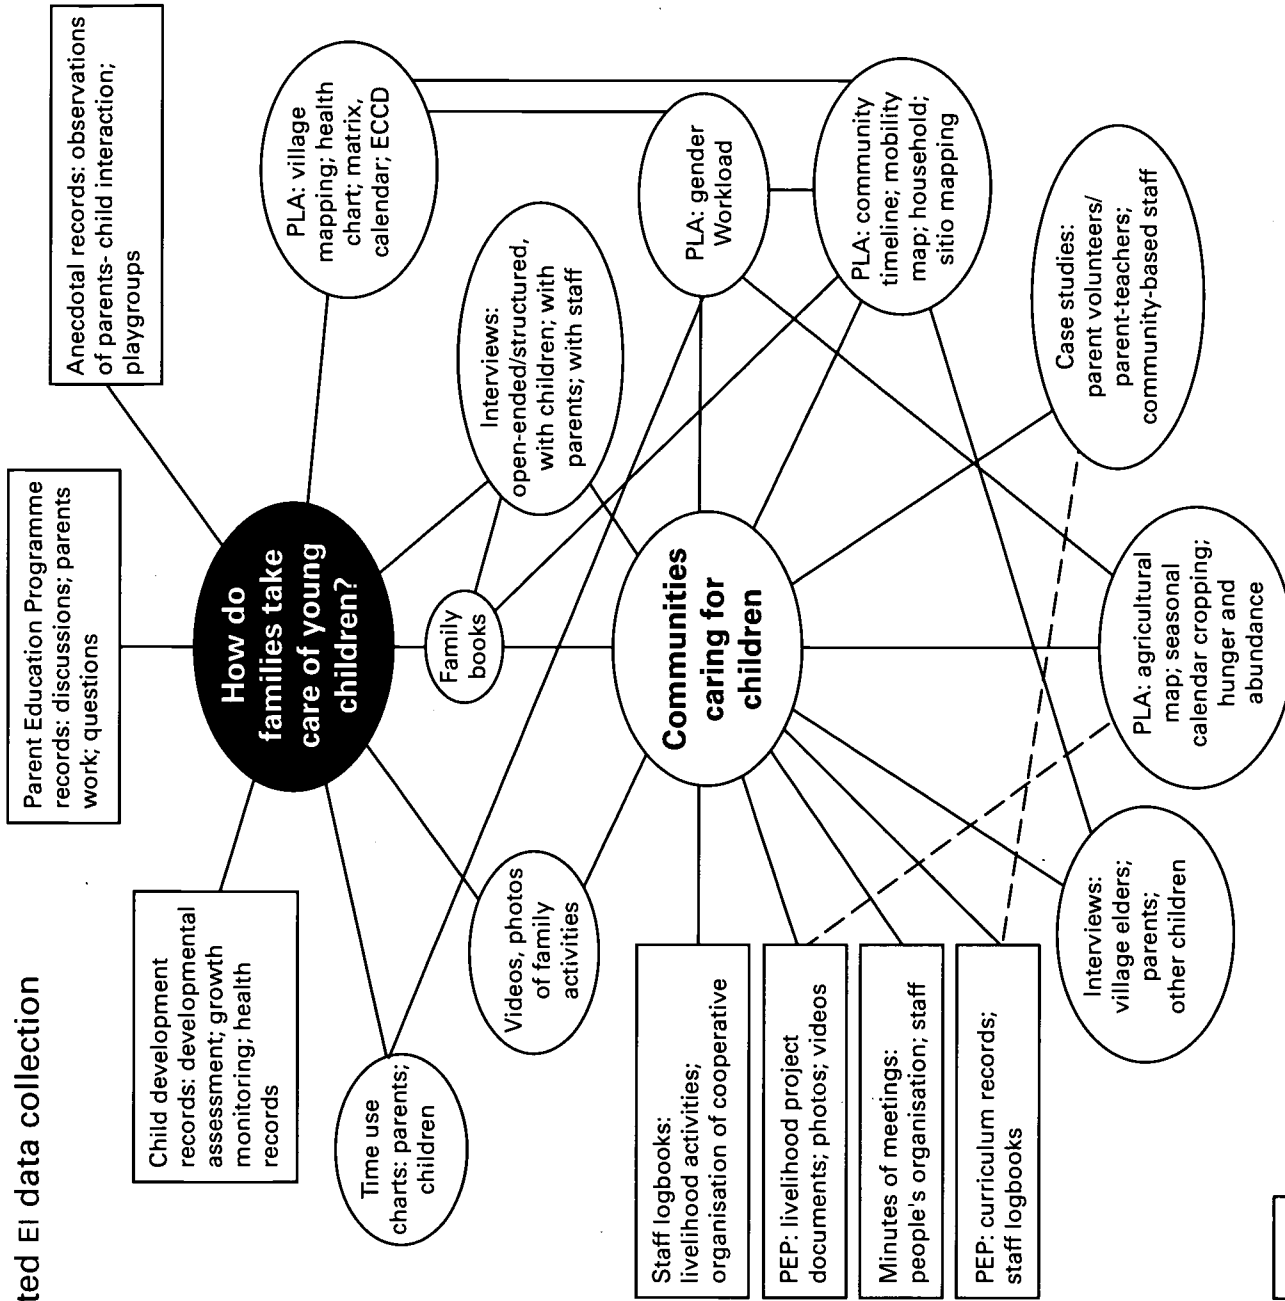 ted EI data collection
Parent Education Programme
records: discussions; parents
work; questions
Anecdotal records: observations
of parents- child interaction;
playgroups
Child development
records: developmental
assessment; growth
monitoring; health
records
How do
families take
care of young
children?
PLA: village
mapping; health
chart; matrix,
calendar; ECCD
Time use
charts: parents;
children
Videos, photos
of family
activities
Family
books
Interviews:
open-ended/structured,
with children; with
parents; with staff
PLA: gender
Workload
Communities
caring for
children
PLA: community
timeline; mobility
map; household;
sitio mapping
Staff logbooks:
livelihood activities;
organisation of cooperative
PEP: livelihood project
documents; photos; videos
Minutes of meetings:
people's organisation; staff
PEP: curriculum records;
staff logbooks
Interviews:
village elders;
parents;
other children
PLA: agricultural
map; seasonal
calendar cropping;
hunger and
abundance
Case studies:
parent volunteers/
parent-teachers;
community-based staff